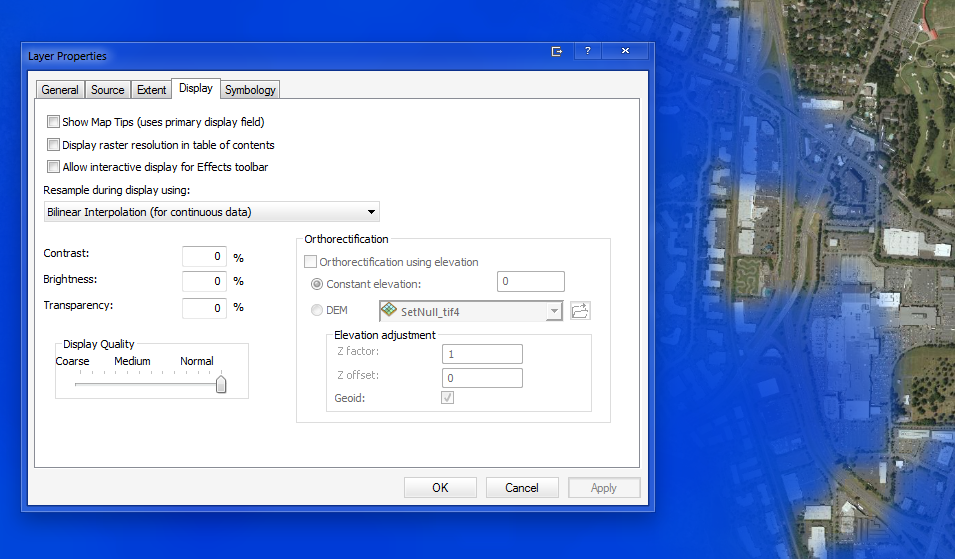 Layer Properties
?
General Source Extent Display Symbology
Show Map Tips (uses primary display field)
Display raster resolution in table of contents
Allow interactive display for Effects toolbar
Resample during display using:
Bilinear Interpolation (for continuous data)
Contrast: 0 %
Brightness: 0 %
Transparency: 0 %
Display Quality
Coarse Medium Normal
Orthorectification
Orthorectification using elevation
Constant elevation: 0
DEM SetNull_tif4
Elevation adjustment
Z factor: 1
Z offset: 0
Geoid:
OK Cancel Apply